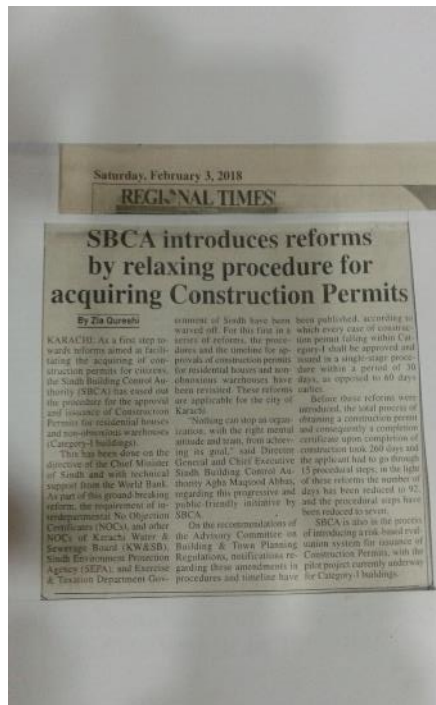 Saturday, February 3, 2018
REGIONAL TIMES
SBCA introduces reforms
by relaxing procedure for
acquiring Construction Permits
By Zia Qureshi
KARACHI: As a first step to-
wards reforms aimed at facili-
tating the acquiring of con-
struction permits for citizens,
the Sindh Building Control Au-
thority (SBCA) has eased out
the procedure for the approval
and issuance of Construction
Permits for residential houses
and non-obnoxious warehouses
(Category-I buildings).
This has been done on the
directive of the Chief Minister
of Sindh and with technical
support from the World Bank.
As part of this ground breaking
reform, the requirement of in-
terdepartmental No Objection
Certificates (NOCs), and other
NOCs of Karachi Water &
Sewerage Board (KW&SB),
Sindh Environment Protection
Agency (SEPA), and Exercise
& Taxation Department Gov-
ernment of Sindh have been
waived off. For this first in a
series of reforms, the proce-
dures and the timeline for ap-
provals of construction permits
for residential houses and non-
obnoxious warehouses have
been revisited. These reforms
are applicable for the city of
Karachi.
"Nothing can stop an organ-
ization, with the right mental
attitude and team, from achiev-
ing its goal," said Director
General and Chief Executive
Sindh Building Control Au-
thority Agha Maqsood Abbas,
regarding this progressive and
public-friendly initiative by
SBCA.
On the recommendations of
the Advisory Committee on
Building & Town Planning
Regulations, notifications re-
garding these amendments in
procedures and timeline have
been published, according to
which every case of construc-
tion permit falling within Cat-
egory-I shall be approved and
issued in a single-stage proce-
dure within a period of 30
days, as opposed to 60 days
earlier.
Before these reforms were
introduced, the total process of
obtaining a construction permit
and consequently a completion
certificate upon completion of
construction took 260 days and
the applicant had to go through
15 procedural steps, in the light
of these reforms the number of
days has been reduced to 92,
and the procedural steps have
been reduced to seven.
SBCA is also in the process
of introducing a risk-based eval-
uation system for issuance of
Construction Permits, with the
pilot project currently underway
for Category-I buildings.